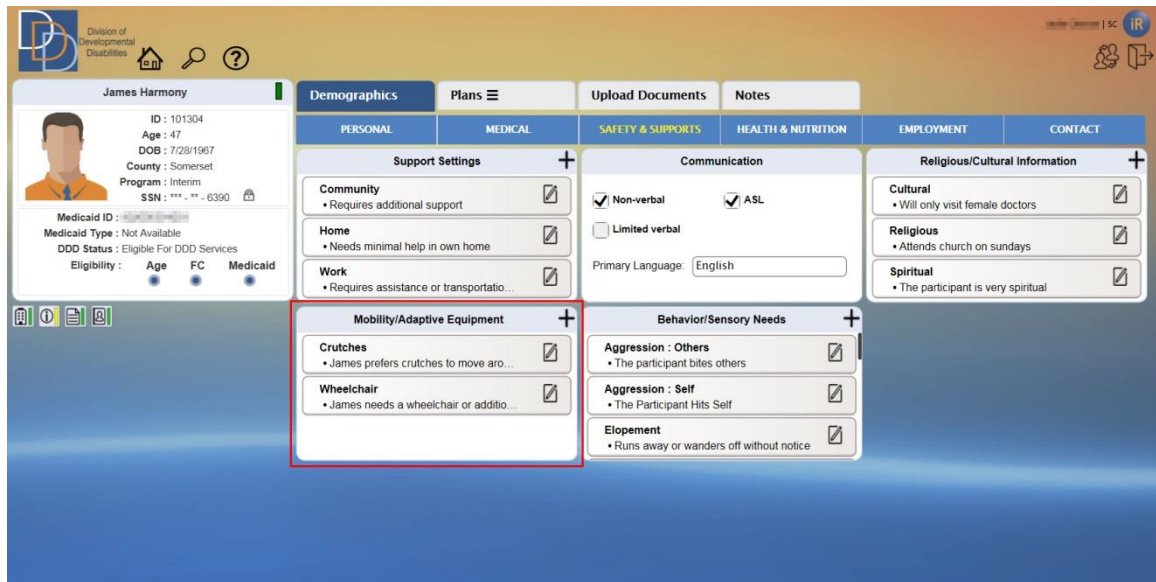 Division of
Developmental
Disabilities
| SC
iR
James Harmony
ID : 101304
Age : 47
DOB : 7/28/1967
County : Somerset
Program : Interim
SSN : *** - ** - 6390
Medicaid ID :
Medicaid Type : Not Available
DDD Status : Eligible For DDD Services
Eligibility : Age FC Medicaid
Demographics Plans Upload Documents Notes
PERSONAL MEDICAL SAFETY & SUPPORTS HEALTH & NUTRITION EMPLOYMENT CONTACT
Support Settings
Community
• Requires additional support
Home
• Needs minimal help in own home
Work
• Requires assistance or transportatio...
Communication
Non-verbal ASL
Limited verbal
Primary Language: English
Religious/Cultural Information
Cultural
• Will only visit female doctors
Religious
• Attends church on sundays
Spiritual
• The participant is very spiritual
Mobility/Adaptive Equipment
Crutches
• James prefers crutches to move aro...
Wheelchair
• James needs a wheelchair or additio...
Behavior/Sensory Needs
Aggression : Others
• The participant bites others
Aggression : Self
• The Participant Hits Self
Elopement
• Runs away or wanders off without notice